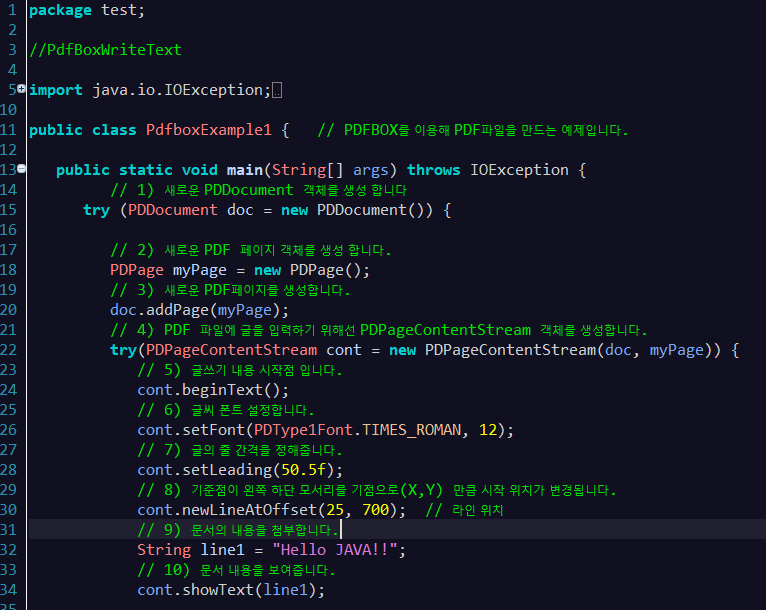 1 package test;
2
3 //PdfBoxWriteText
4
5 import java.io.IOException;
10
11 public class PdfboxExample1 { // PDFBOX를 이용해 PDF파일을 만드는 예제입니다.
12
13 public static void main(String[] args) throws IOException {
14 // 1) 새로운 PDDocument 객체를 생성 합니다
15 try (PDDocument doc = new PDDocument()) {
16
17 // 2) 새로운 PDF 페이지 객체를 생성 합니다.
18 PDPage myPage = new PDPage();
19 // 3) 새로운 PDF페이지를 생성합니다.
20 doc.addPage(myPage);
21 // 4) PDF 파일에 글을 입력하기 위해선 PDPageContentStream 객체를 생성합니다.
22 try(PDPageContentStream cont = new PDPageContentStream(doc, myPage)) {
23 // 5) 글쓰기 내용 시작점 입니다.
24 cont.beginText();
25 // 6) 글씨 폰트 설정합니다.
26 cont.setFont(PDType1Font.TIMES_ROMAN, 12);
27 // 7) 글의 줄 간격을 정해줍니다.
28 cont.setLeading(50.5f);
29 // 8) 기준점이 왼쪽 하단 모서리를 기점으로(X,Y) 만큼 시작 위치가 변경됩니다.
30 cont.newLineAtOffset(25, 700); // 라인 위치
31 // 9) 문서의 내용을 첨부합니다.
32 String line1 = "Hello JAVA!!";
33 // 10) 문서 내용을 보여줍니다.
34 cont.showText(line1);